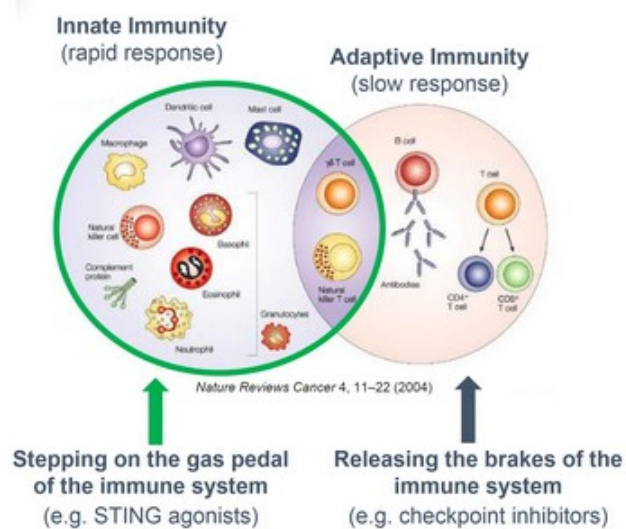 Innate Immunity
(rapid response)
Adaptive Immunity
(slow response)
Dendritic cell
Mast cell
Macrophage
B cell
γδ T cell
T cell
Natural
killer cell
Basophil
Complement
protein
Eosinophil
Antibodies
Natural
killer T cell
CD4+
T cell
CD8+
T cell
Granulocytes
Neutrophil
Nature Reviews Cancer 4, 11–22 (2004)
Stepping on the gas pedal
of the immune system
(e.g. STING agonists)
Releasing the brakes of the
immune system
(e.g. checkpoint inhibitors)